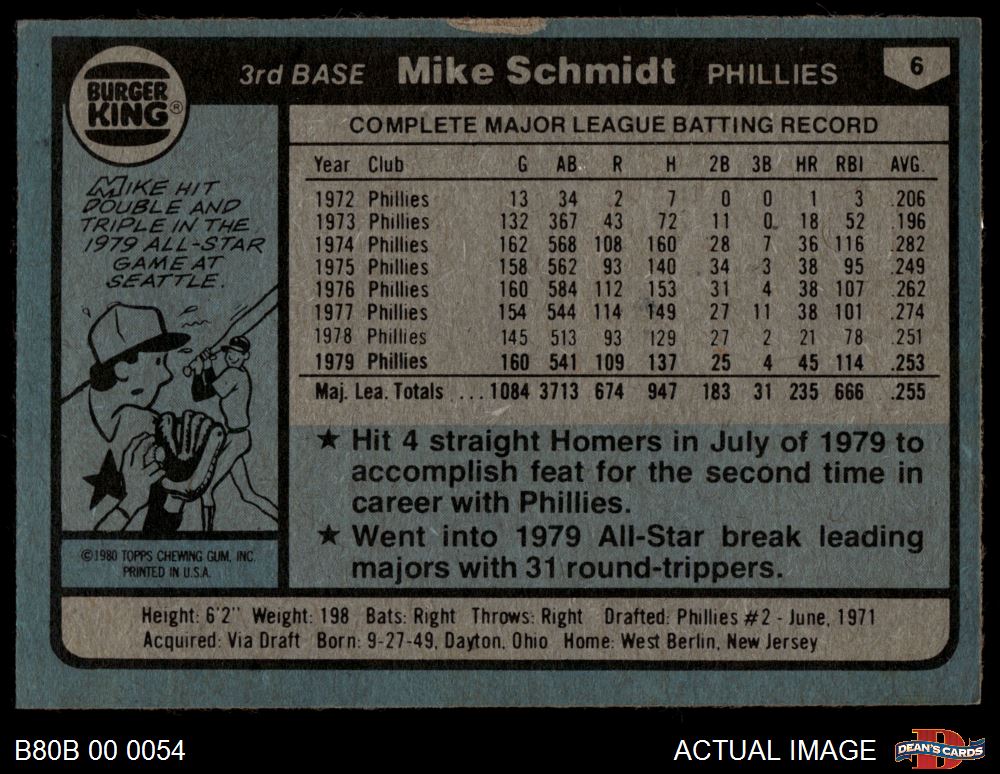 BURGER
KING®
3rd BASE Mike Schmidt PHILLIES 6
MIKE HIT
DOUBLE AND
TRIPLE IN THE
1979 ALL-STAR
GAME AT
SEATTLE.
©1980 TOPPS CHEWING GUM, INC.
PRINTED IN U.S.A.
COMPLETE MAJOR LEAGUE BATTING RECORD
Year Club G AB R H 2B 3B HR RBI AVG.
1972 Phillies 13 34 2 7 0 0 1 3 .206
1973 Phillies 132 367 43 72 11 0 18 52 .196
1974 Phillies 162 568 108 160 28 7 36 116 .282
1975 Phillies 158 562 93 140 34 3 38 95 .249
1976 Phillies 160 584 112 153 31 4 38 107 .262
1977 Phillies 154 544 114 149 27 11 38 101 .274
1978 Phillies 145 513 93 129 27 2 21 78 .251
1979 Phillies 160 541 109 137 25 4 45 114 .253
Maj. Lea. Totals ... 1084 3713 674 947 183 31 235 666 .255
★ Hit 4 straight Homers in July of 1979 to
accomplish feat for the second time in
career with Phillies.
★ Went into 1979 All-Star break leading
majors with 31 round-trippers.
Height: 6'2" Weight: 198 Bats: Right Throws: Right Drafted: Phillies #2 - June, 1971
Acquired: Via Draft Born: 9-27-49, Dayton, Ohio Home: West Berlin, New Jersey
B80B 00 0054
ACTUAL IMAGE
DEAN'S CARDS